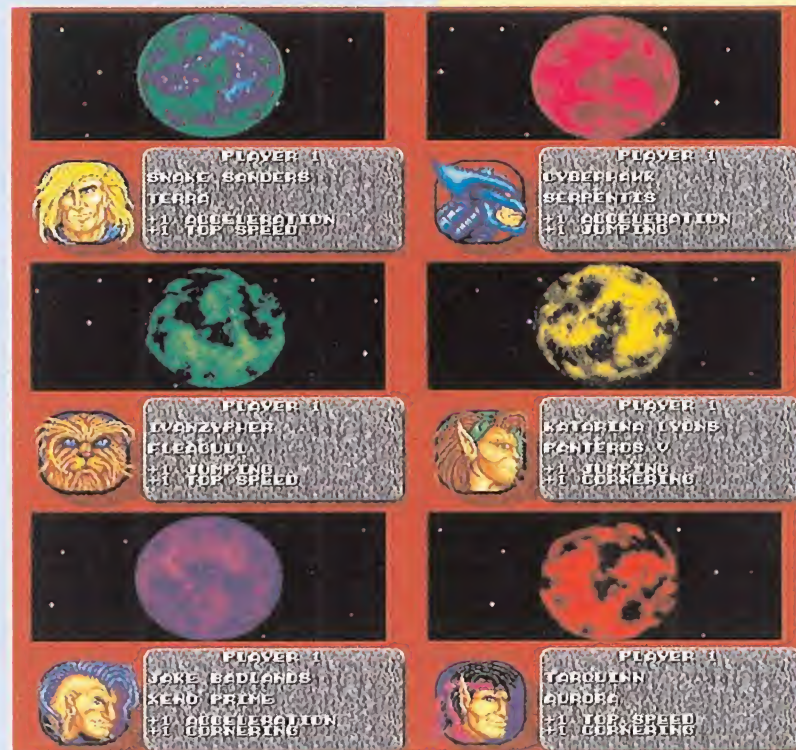 PLAYER 1
SNAKE SANDERS
TERRA
+1 ACCELERATION
+1 TOP SPEED
PLAYER 1
CYBERHAWK
SERPENTIS
+1 ACCELERATION
+1 JUMPING
PLAYER 1
IVANZYPHER
FLEAGULL
+1 JUMPING
+1 TOP SPEED
PLAYER 1
KATARINA LYONS
PANTEROS V
+1 JUMPING
+1 CORNERING
PLAYER 1
JAKE BADLANDS
XENO PRIME
+1 ACCELERATION
+1 CORNERING
PLAYER 1
TARQUINN
AURORA
+1 TOP SPEED
+1 CORNERING